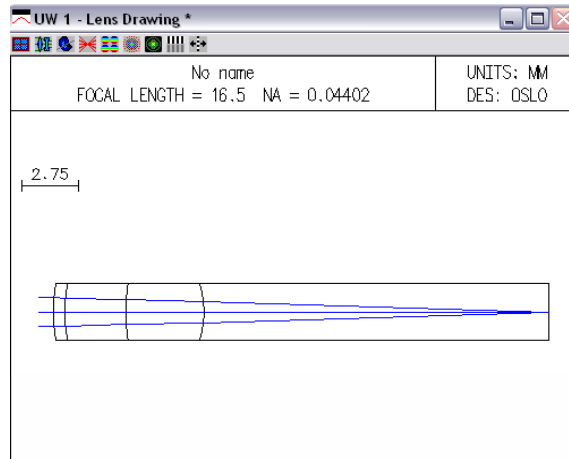 UW 1 - Lens Drawing *
No name
FOCAL LENGTH = 16.5 NA = 0.04402
UNITS: MM
DES: OSLO
2.75